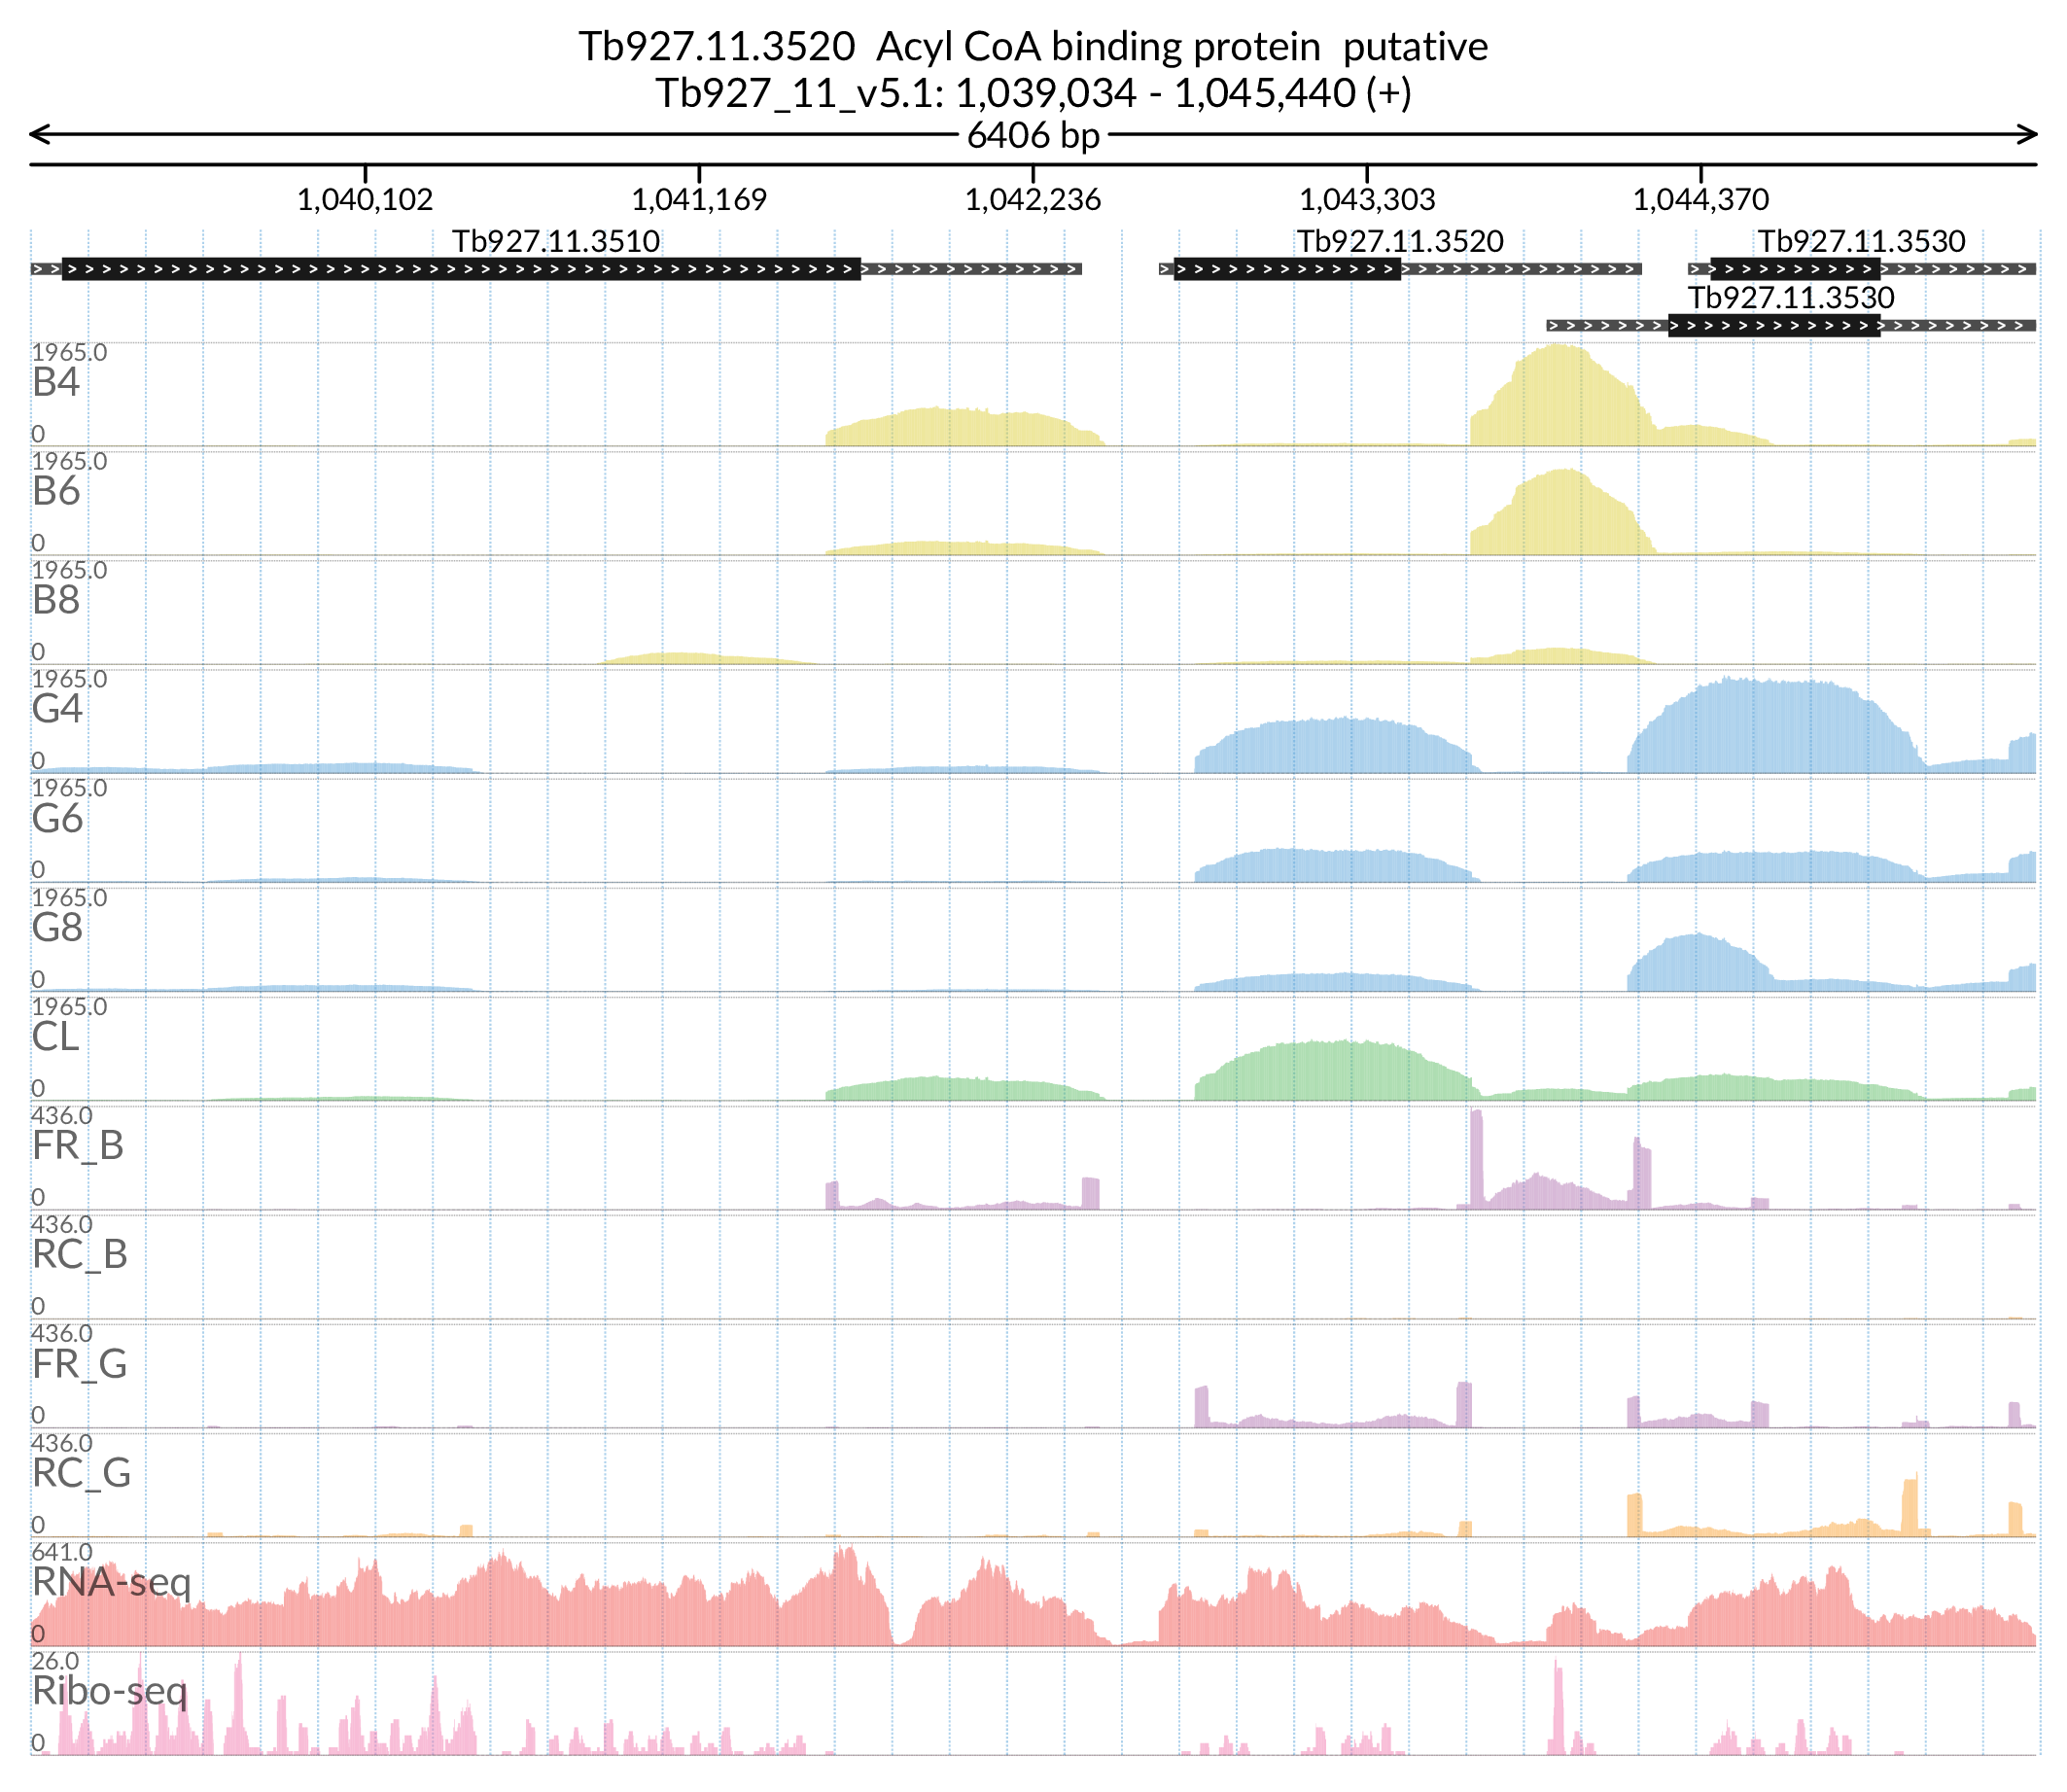 Tb927.11.3520  Acyl CoA binding protein  putative
Tb927_11_v5.1: 1,039,034 - 1,045,440 (+)
6406 bp
1,040,102 1,041,169 1,042,236 1,043,303 1,044,370
Tb927.11.3510 Tb927.11.3520 Tb927.11.3530
Tb927.11.3530
1965.0
B4
0
1965.0
B6
0
1965.0
B8
0
1965.0
G4
0
1965.0
G6
0
1965.0
G8
0
1965.0
CL
0
436.0
FR_B
0
436.0
RC_B
0
436.0
FR_G
0
436.0
RC_G
0
641.0
RNA-seq
0
26.0
Ribo-seq
0